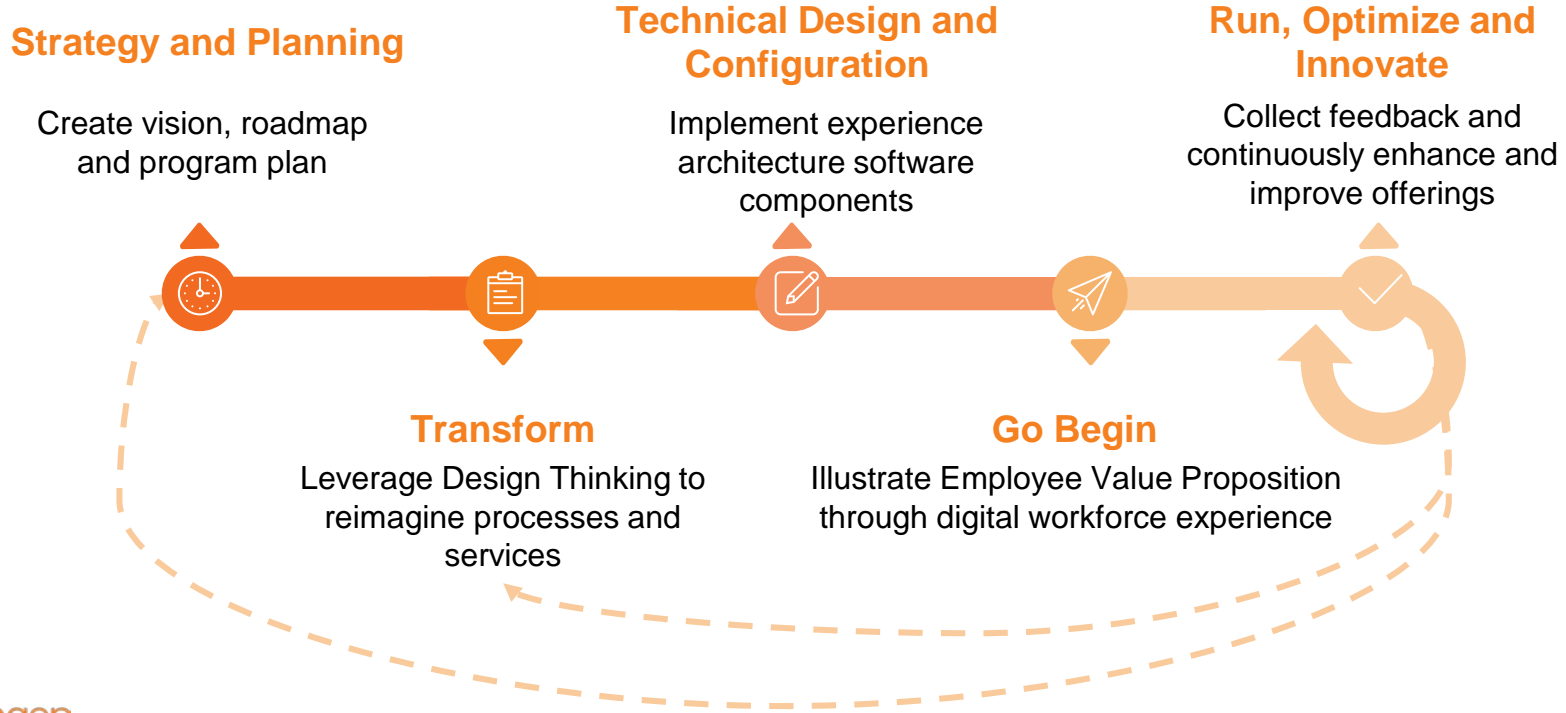 Strategy and Planning
Create vision, roadmap
and program plan
Transform
Leverage Design Thinking to
reimagine processes and
services
Technical Design and
Configuration
Implement experience
architecture software
components
Go Begin
Illustrate Employee Value Proposition
through digital workforce experience
Run, Optimize and
Innovate
Collect feedback and
continuously enhance and
improve offerings